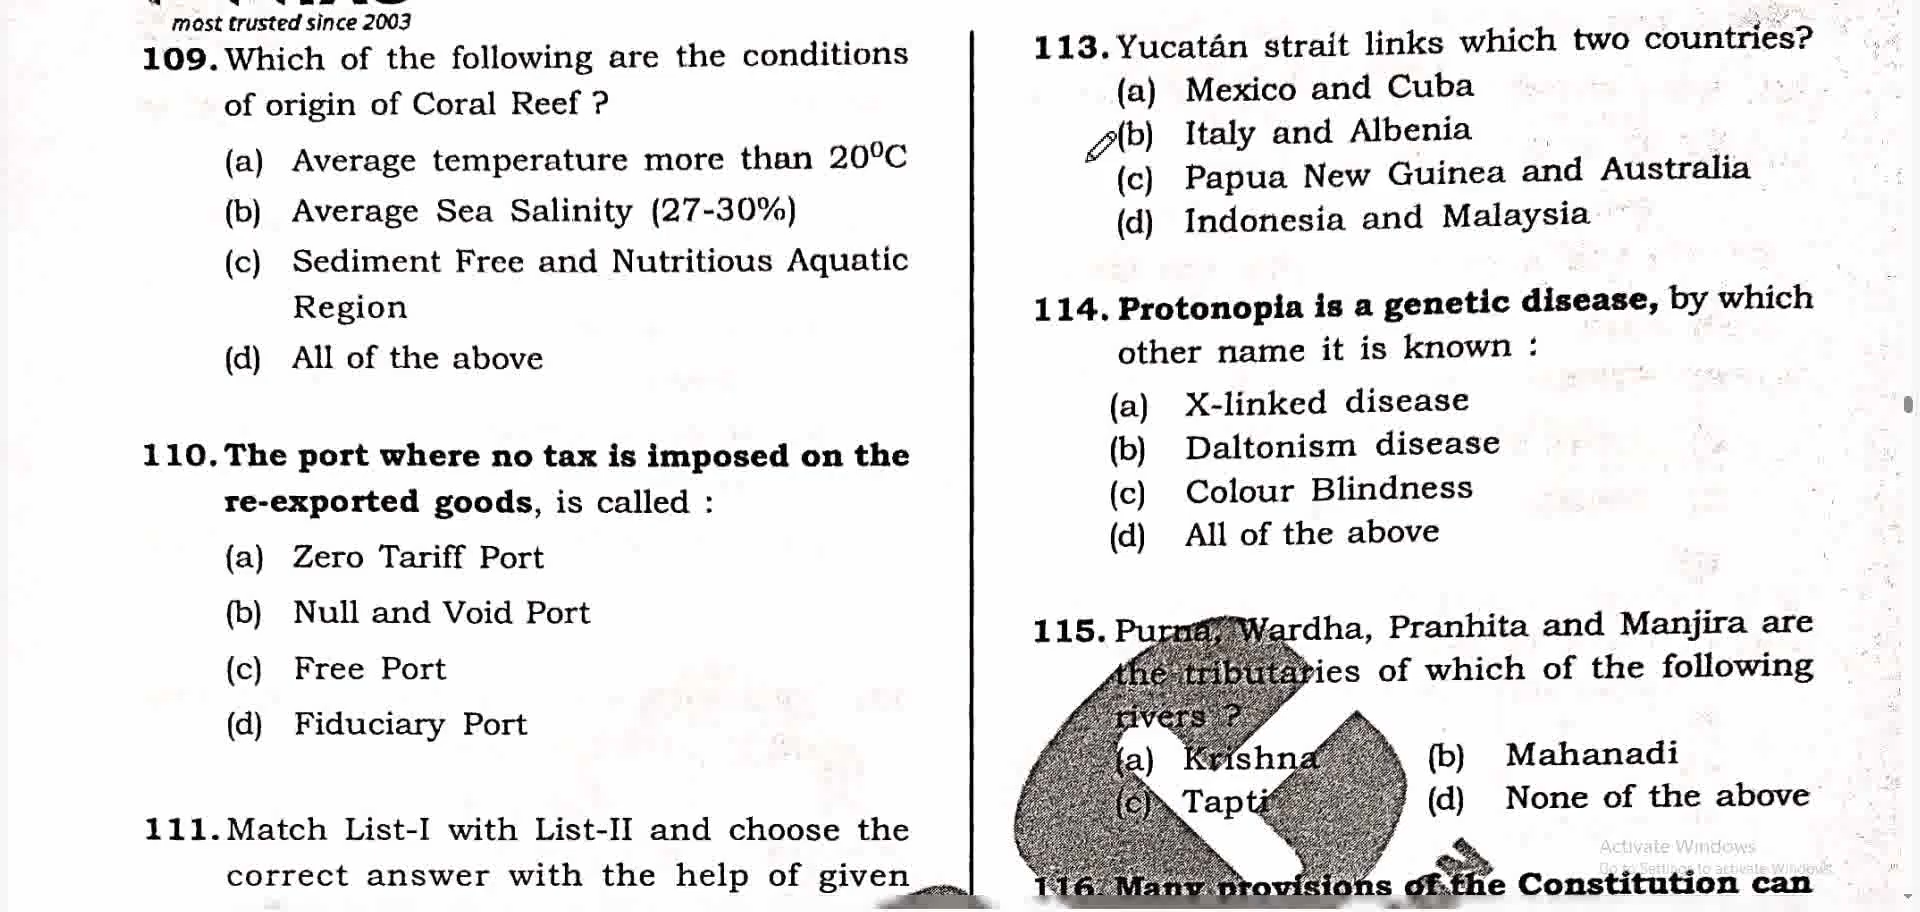 most trusted since 2003
109. Which of the following are the conditions
of origin of Coral Reef ?
(a) Average temperature more than 20⁰C
(b) Average Sea Salinity (27-30%)
(c) Sediment Free and Nutritious Aquatic
Region
(d) All of the above
110. The port where no tax is imposed on the
re-exported goods, is called :
(a) Zero Tariff Port
(b) Null and Void Port
(c) Free Port
(d) Fiduciary Port
111. Match List-I with List-II and choose the
correct answer with the help of given
113. Yucatán strait links which two countries?
(a) Mexico and Cuba
(b) Italy and Albenia
(c) Papua New Guinea and Australia
(d) Indonesia and Malaysia
114. Protonopia is a genetic disease, by which
other name it is known :
(a) X-linked disease
(b) Daltonism disease
(c) Colour Blindness
(d) All of the above
115. Purna, Wardha, Pranhita and Manjira are
the tributaries of which of the following
rivers ?
(a) Krishna (b) Mahanadi
(c) Tapti (d) None of the above
Activate Windows
Go to Settings to activate Windows.
116. Many provisions of the Constitution can